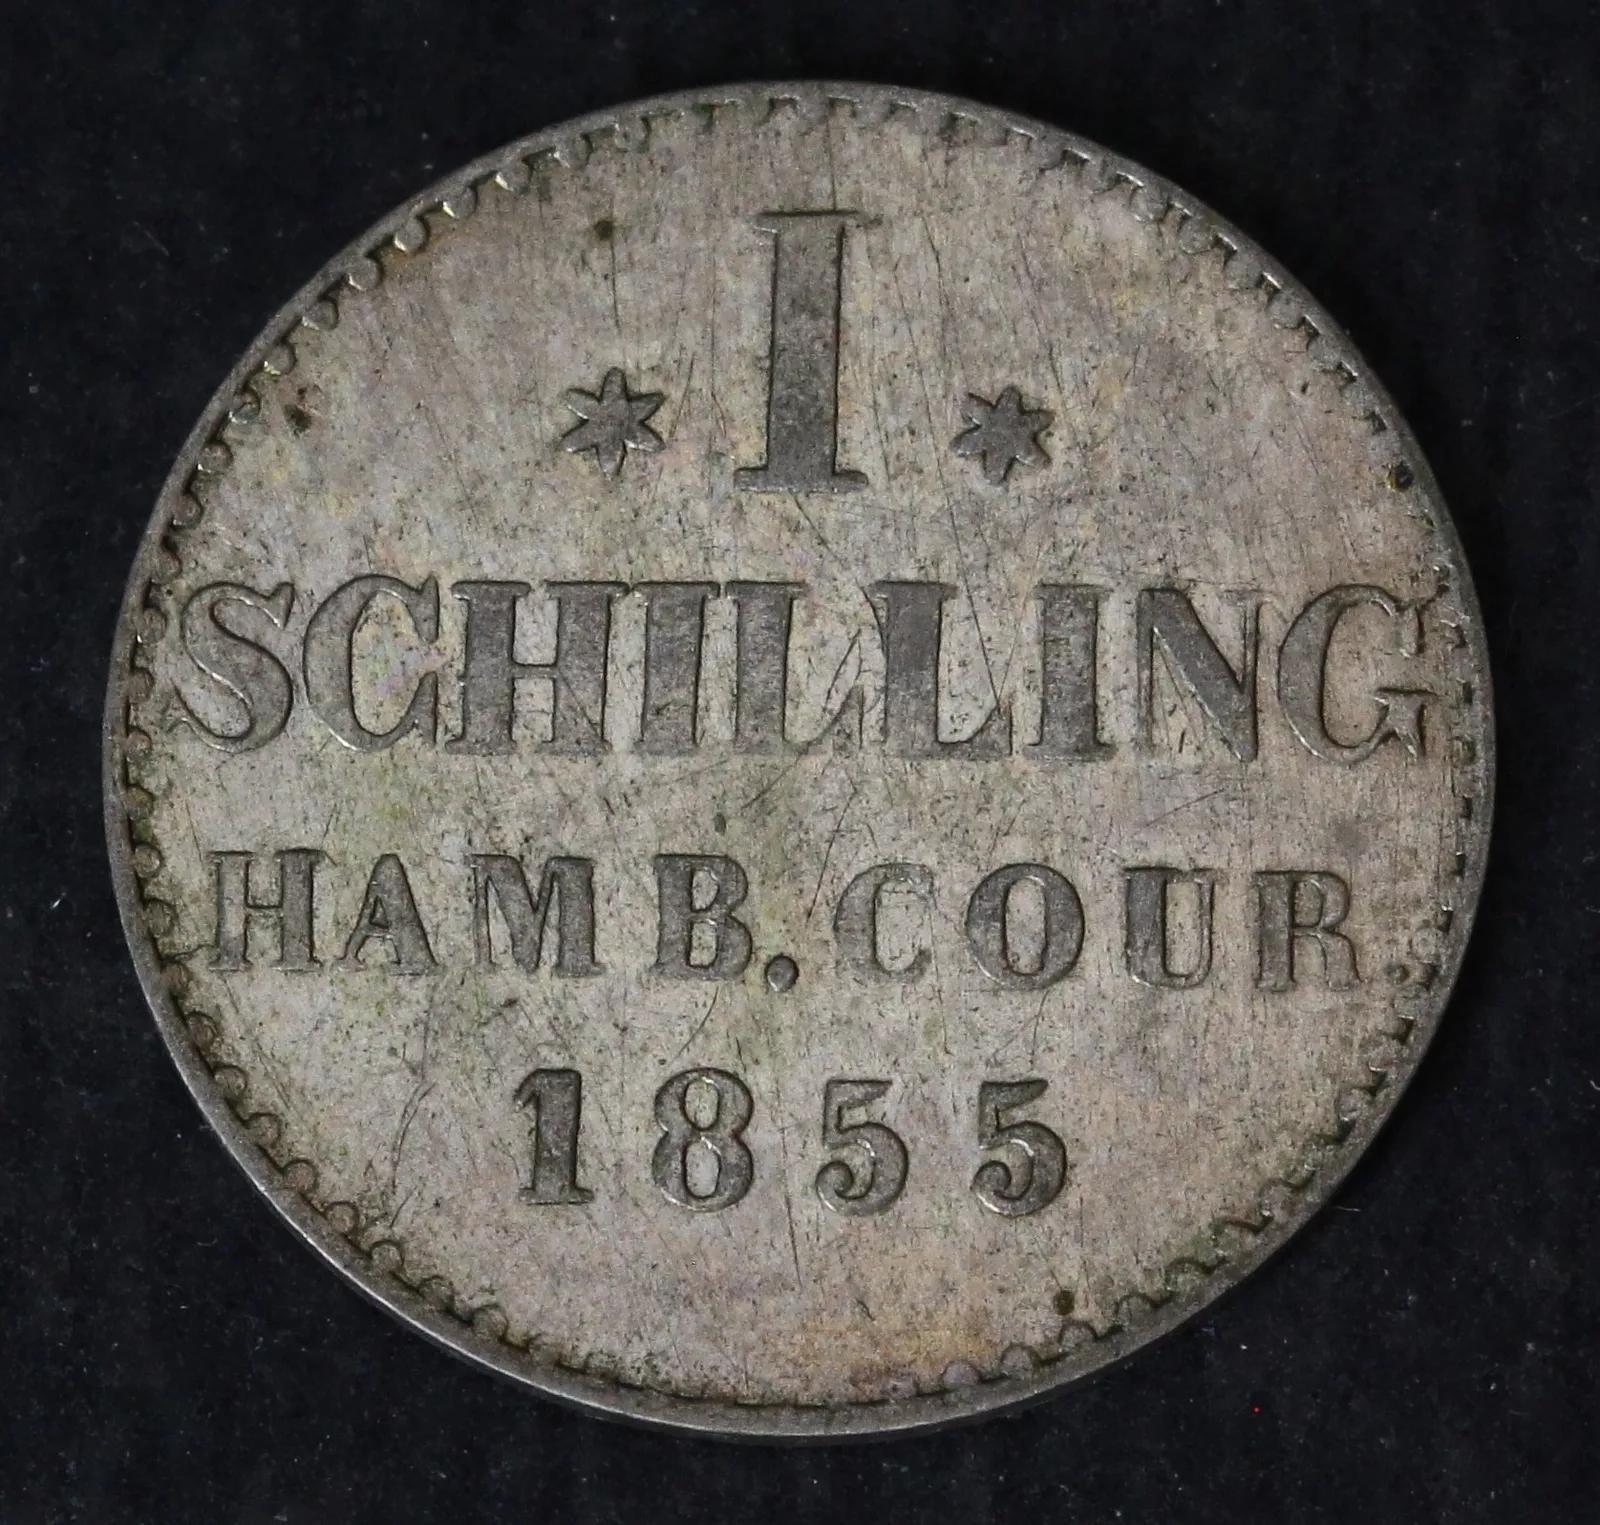 * I *
SCHILLING
HAMB. COUR.
1855